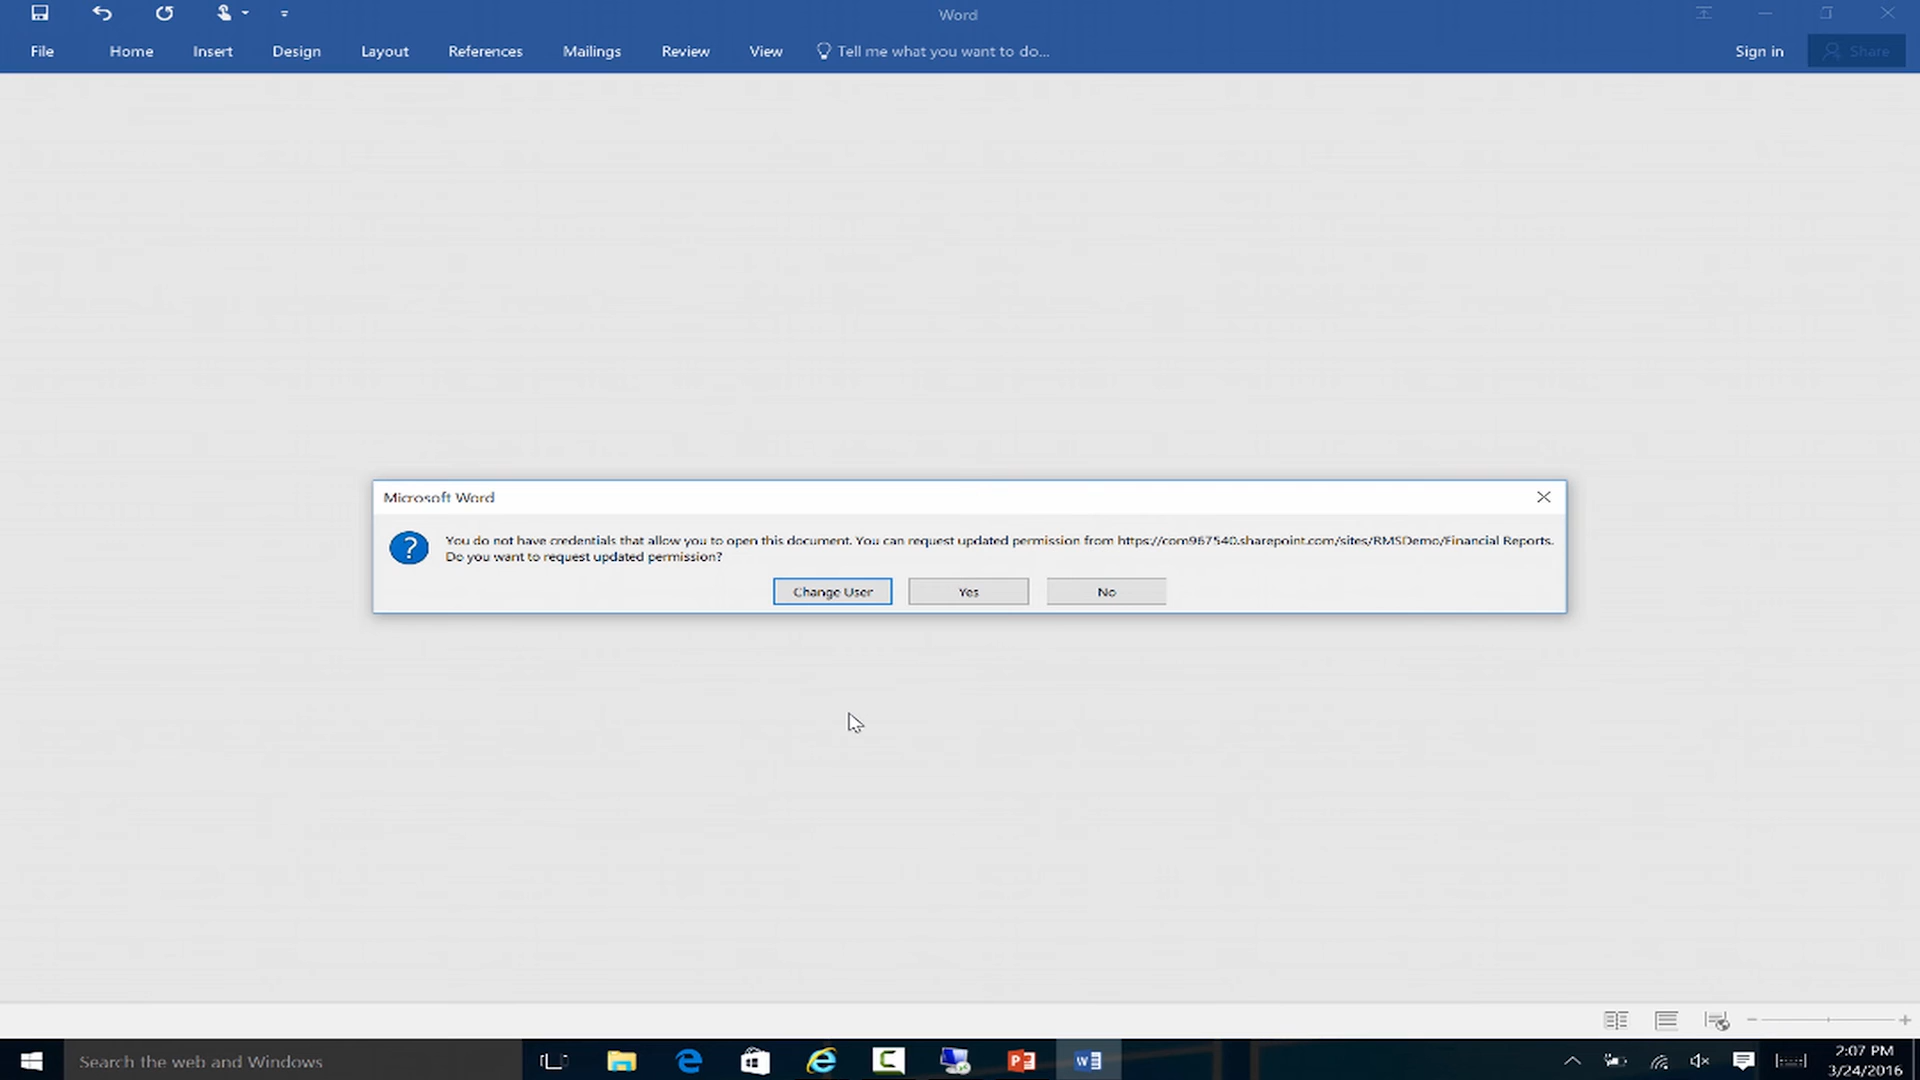 Word
File Home Insert Design Layout References Mailings Review View Tell me what you want to do... Sign in Share
Microsoft Word
You do not have credentials that allow you to open this document. You can request updated permission from https://com967540.sharepoint.com/sites/RMSDemo/Financial Reports.
Do you want to request updated permission?
Change User Yes No
Search the web and Windows
2:07 PM
3/24/2016